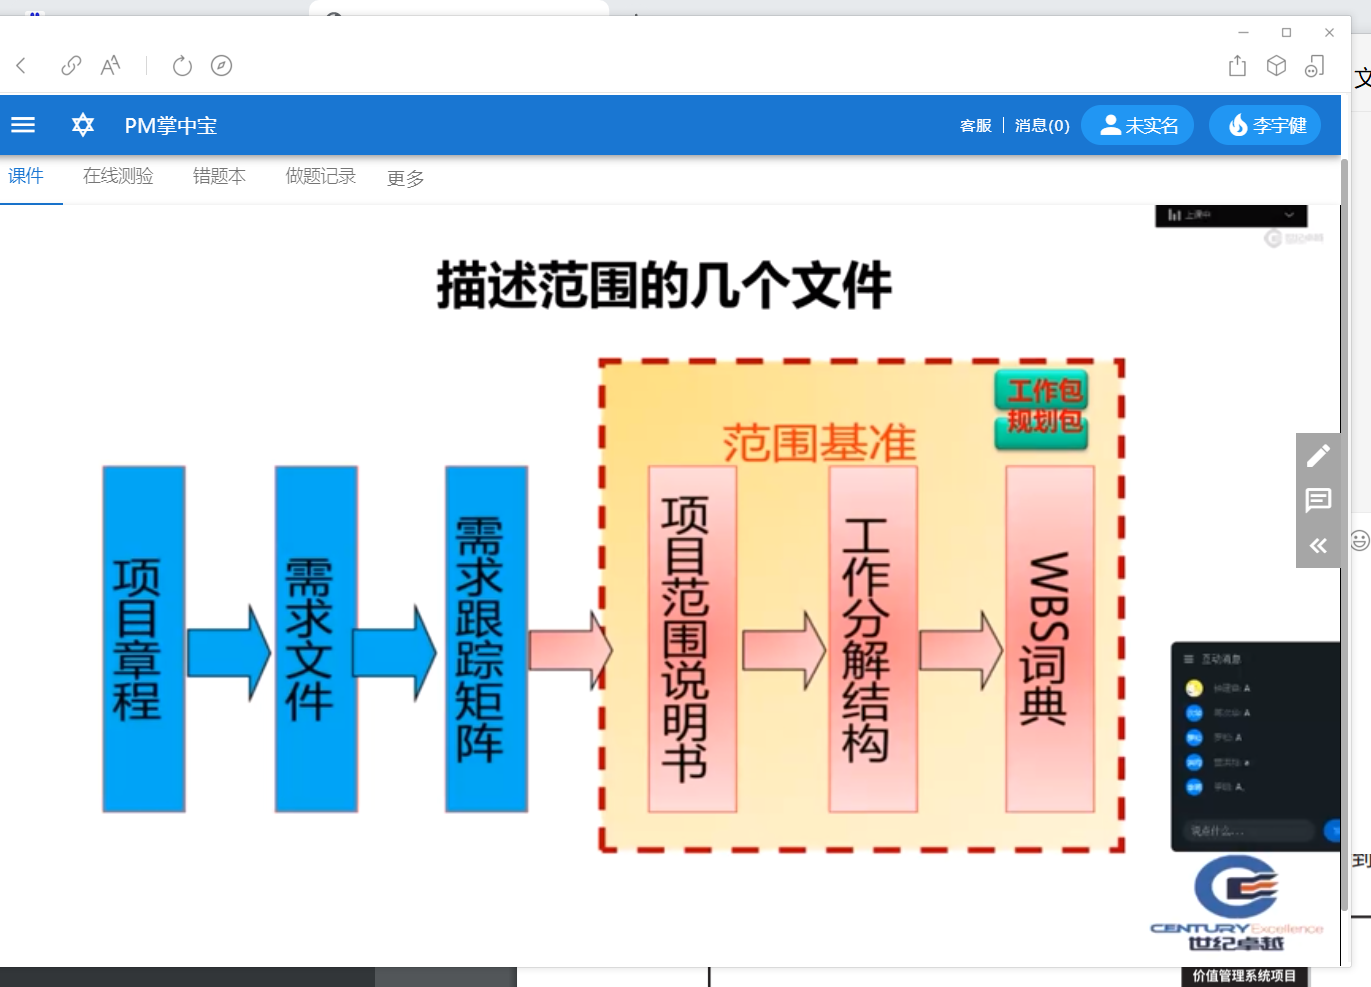 文
PM掌中宝
客服
消息(0)
未实名
李宇健
课件
在线测验
错题本
做题记录
更多
上课中
描述范围的几个文件
工作包
规划包
范围基准
项目章程
需求文件
需求跟踪矩阵
项目范围说明书
工作分解结构
WBS词典
互动消息
A
A
A
a
A.
说点什么...
到
CENTURY Excellence
世纪卓越
价值管理系统项目